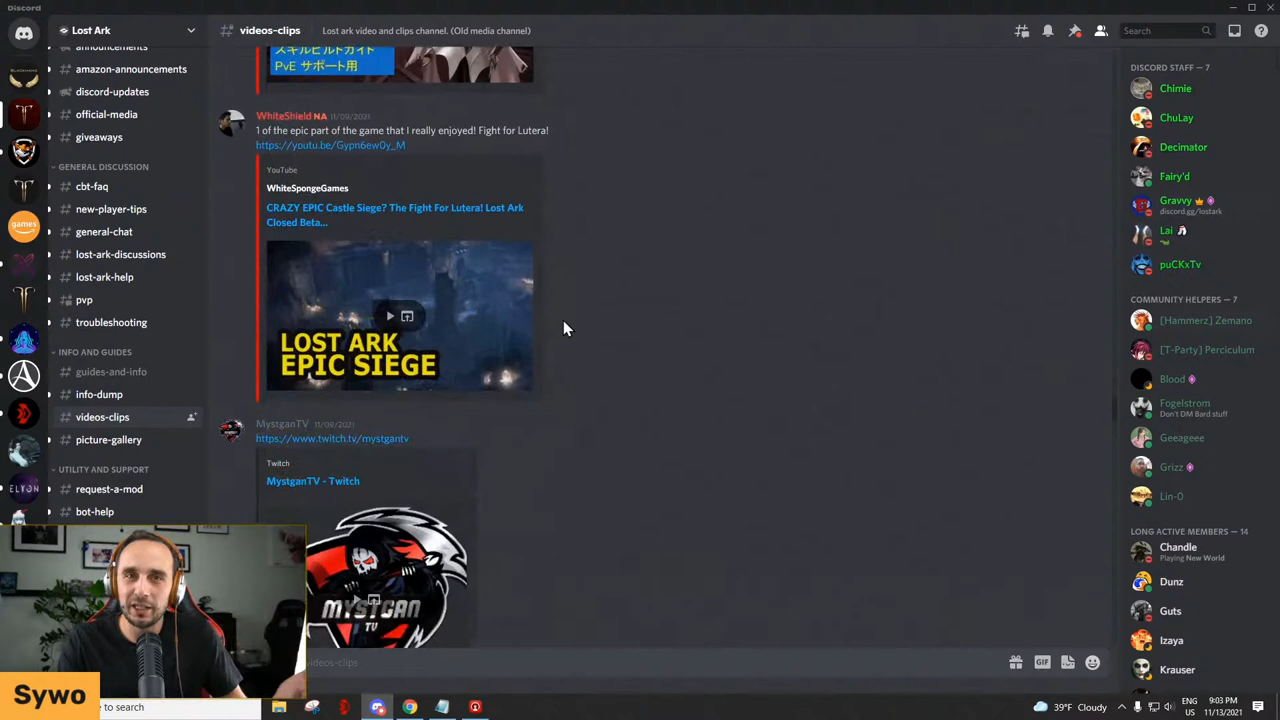 Discord
Lost Ark
videos-clips
Lost ark video and clips channel. (Old media channel)
Search
announcements
amazon-announcements
discord-updates
official-media
giveaways
GENERAL DISCUSSION
cbt-faq
new-player-tips
general-chat
lost-ark-discussions
lost-ark-help
pvp
troubleshooting
INFO AND GUIDES
guides-and-info
info-dump
videos-clips
picture-gallery
UTILITY AND SUPPORT
request-a-mod
bot-help
games
ELYON
スキルビルドガイド
PvE サポート用
WhiteShield NA 11/09/2021
1 of the epic part of the game that I really enjoyed! Fight for Lutera!
https://youtu.be/Gypn6ew0y_M
YouTube
WhiteSpongeGames
CRAZY EPIC Castle Siege? The Fight For Lutera! Lost Ark
Closed Beta...
LOST ARK
EPIC SIEGE
MystganTV 11/09/2021
https://www.twitch.tv/mystgantv
Twitch
MystganTV - Twitch
MYSTGAN
TV
videos-clips
GIF
DISCORD STAFF — 7
Chimie
ChuLay
Decimator
Fairy'd
Gravvy
discord.gg/lostark
Lai
puCKxTv
COMMUNITY HELPERS — 7
[Hammerz] Zemano
[T-Party] Perciculum
Blood
Fogelstrom
Don't DM Bard stuff
Geeageee
Grizz
Lin-0
LONG ACTIVE MEMBERS — 14
Chandle
Playing New World
Dunz
Guts
Izaya
Krauser
Sywo
e to search
39°F Cloudy
ENG
US
9:03 PM
11/13/2021